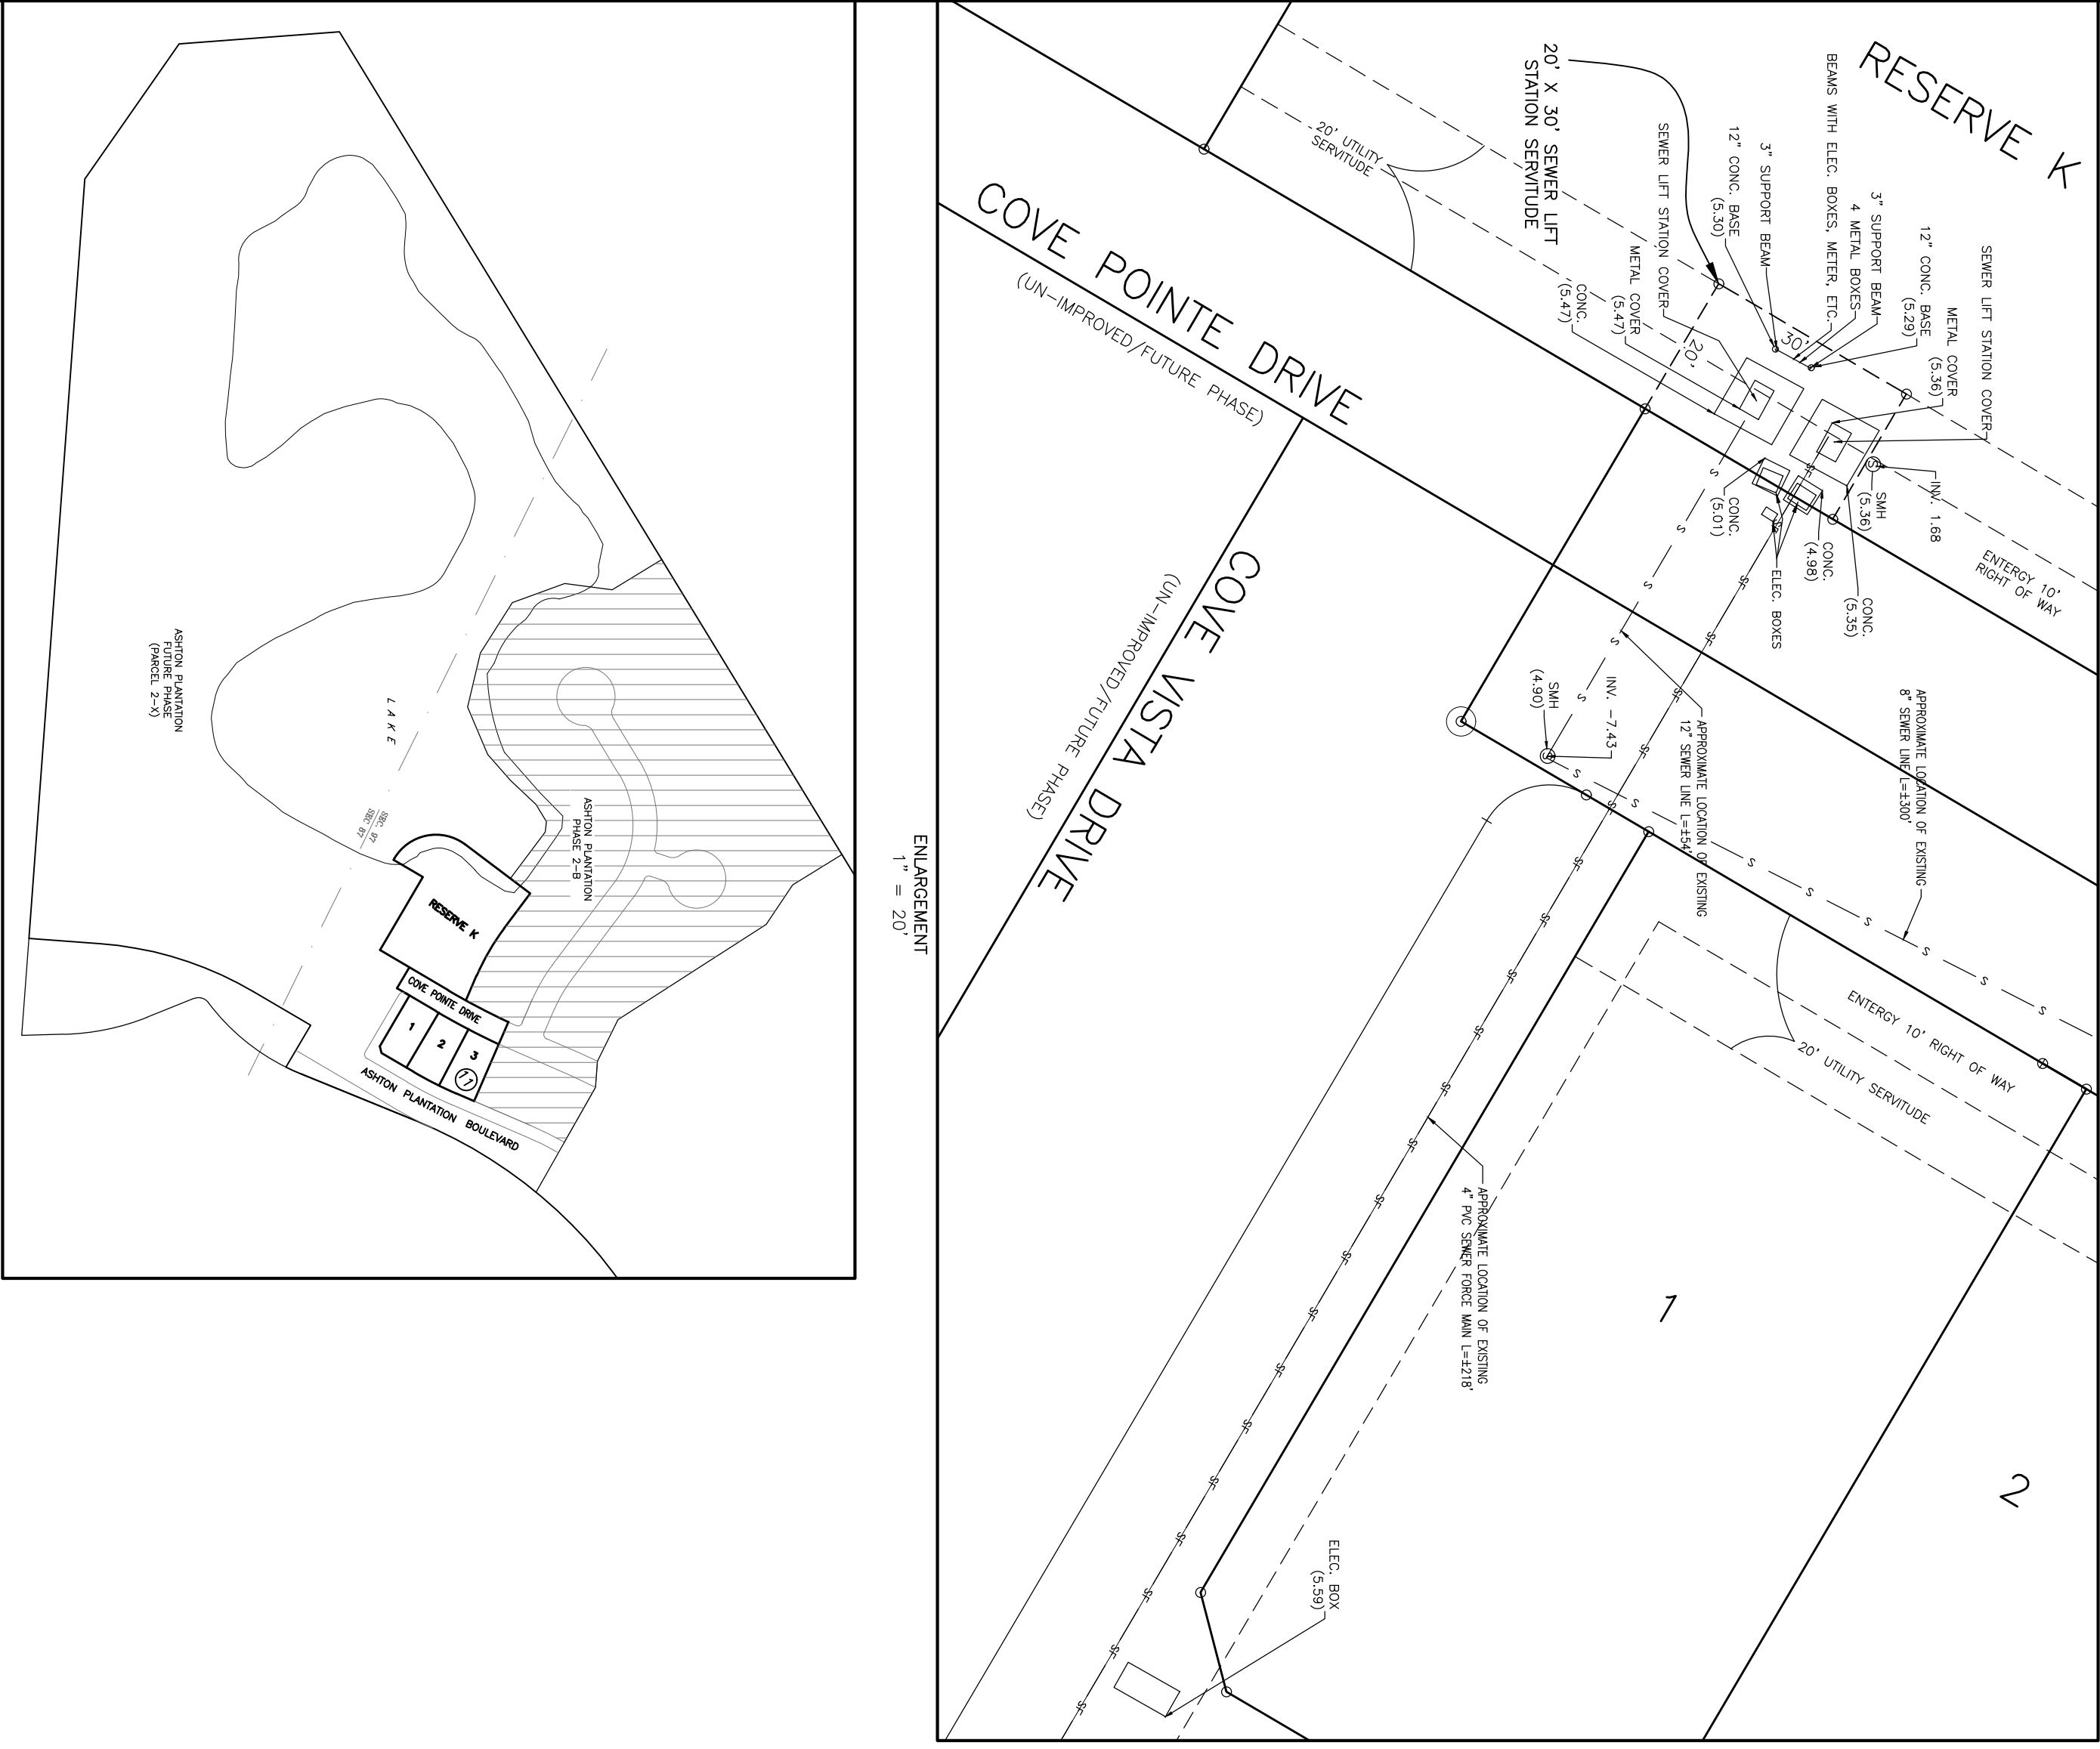 RESERVE K
BEAMS WITH ELEC. BOXES, METER, ETC.
4 METAL BOXES
3" SUPPORT BEAM
12" CONC. BASE
(5.29)
METAL COVER
(5.36)
SEWER LIFT STATION COVER
20' X 30' SEWER LIFT
STATION SERVITUDE
SEWER LIFT STATION COVER
12" CONC. BASE
(5.30)
3" SUPPORT BEAM
METAL COVER
(5.47)
CONC.
(5.47)
20' UTILITY
SERVITUDE
30'
20'
INV. 1.68
SMH
(5.36)
S
ENTERGY 10'
RIGHT OF WAY
CONC.
(5.35)
CONC.
(4.98)
CONC.
(5.01)
ELEC. BOXES
COVE POINTE DRIVE
(UN-IMPROVED/FUTURE PHASE)
COVE VISTA DRIVE
(UN-IMPROVED/FUTURE PHASE)
INV. -7.43
SMH
(4.90)
S
APPROXIMATE LOCATION OF EXISTING
12" SEWER LINE L=±54'
APPROXIMATE LOCATION OF EXISTING
8" SEWER LINE L=±300'
S S S S S S S S S S S S S
ENTERGY 10' RIGHT OF WAY
20' UTILITY SERVITUDE
APPROXIMATE LOCATION OF EXISTING
4" PVC SEWER FORCE MAIN L=±218'
1
2
ELEC. BOX
(5.59)
ENLARGEMENT
1" = 20'
ASHTON PLANTATION
FUTURE PHASE
(PARCEL 2-X)
LAKE
SEC. 97
SEC 87
ASHTON PLANTATION
PHASE 2-B
RESERVE K
COVE POINTE DRIVE
1
2
3
11
ASHTON PLANTATION BOULEVARD